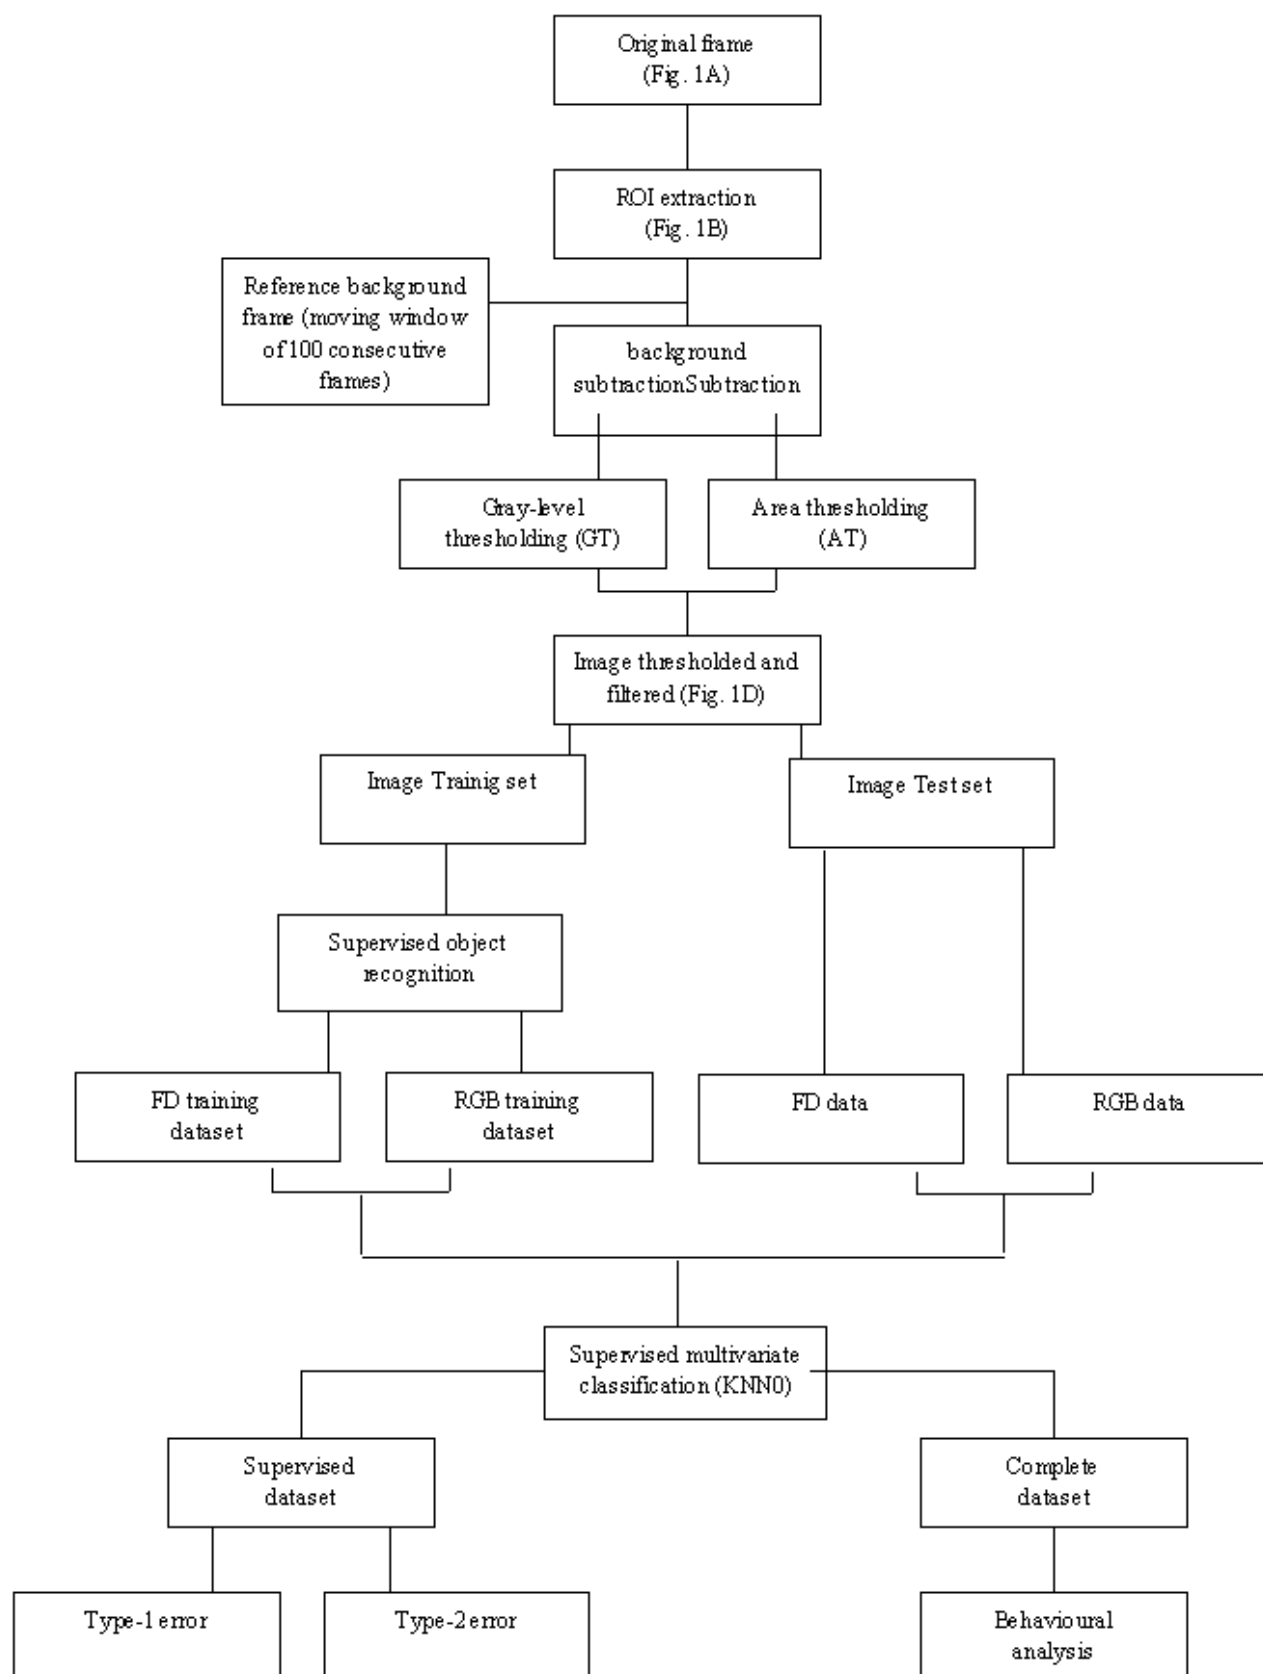 Original frame
(Fig. 1A)
ROI extraction
(Fig. 1B)
Reference background
frame (moving window
of 100 consecutive
frames)
background
subtractionSubtraction
Gray-level
thresholding (GT)
Area thresholding
(AT)
Image thresholded and
filtered (Fig. 1D)
Image Trainig set
Image Test set
Supervised object
recognition
FD training
dataset
RGB training
dataset
FD data
RGB data
Supervised multivariate
classification (KNN0)
Supervised
dataset
Complete
dataset
Type-1 error
Type-2 error
Behavioural
analysis